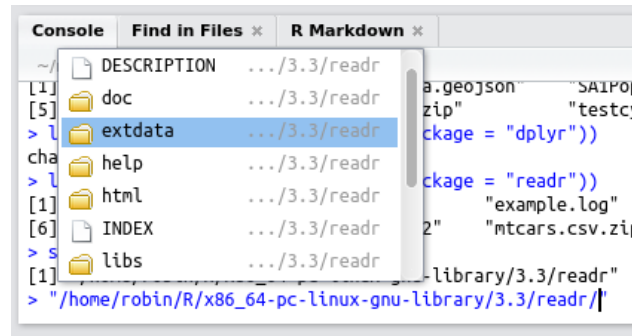 Console Find in Files × R Markdown ×
~/
DESCRIPTION .../3.3/readr
doc .../3.3/readr
extdata .../3.3/readr
help .../3.3/readr
html .../3.3/readr
INDEX .../3.3/readr
libs .../3.3/readr
[1] a.geojson" "SAiPop
[5] zip" "testcy
> l ckage = "dplyr"))
cha
> l ckage = "readr"))
[1] "example.log"
[6] 2" "mtcars.csv.zip
> s
[1] -library/3.3/readr"
> "/home/robin/R/x86_64-pc-linux-gnu-library/3.3/readr/"